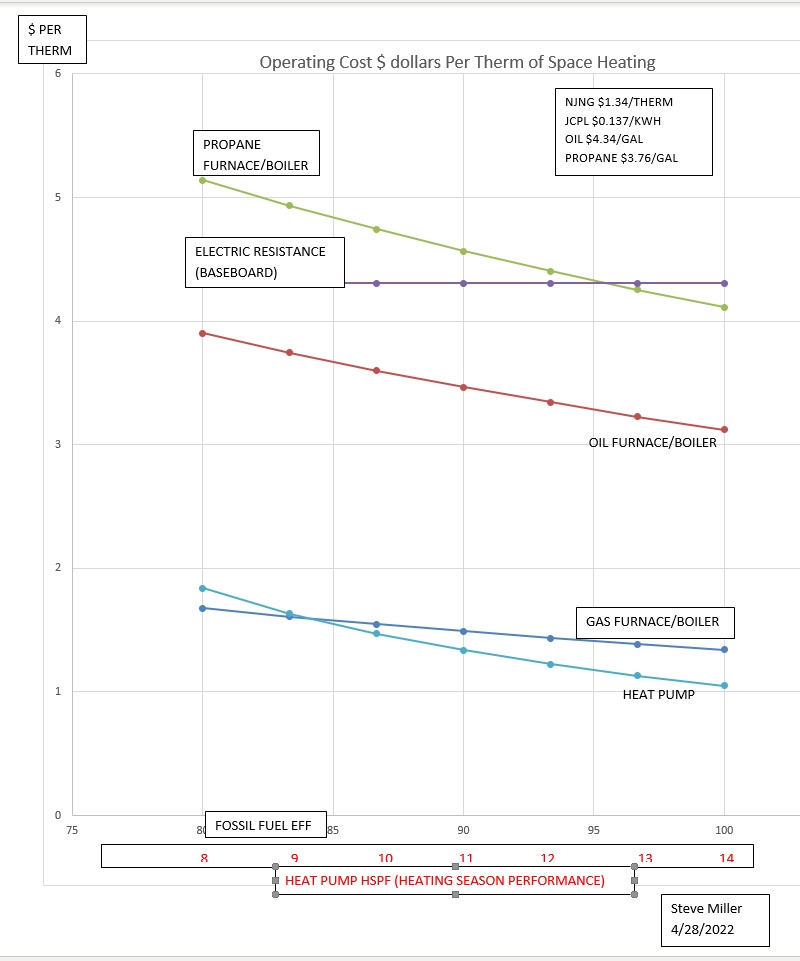 $ PER
THERM
Operating Cost $ dollars Per Therm of Space Heating
6
NJNG $1.34/THERM
JCPL $0.137/KWH
OIL $4.34/GAL
PROPANE $3.76/GAL
PROPANE
FURNACE/BOILER
5
ELECTRIC RESISTANCE
(BASEBOARD)
4
3
OIL FURNACE/BOILER
2
GAS FURNACE/BOILER
1
HEAT PUMP
0
FOSSIL FUEL EFF
75 80 85 90 95 100
8 9 10 11 12 13 14
HEAT PUMP HSPF (HEATING SEASON PERFORMANCE)
Steve Miller
4/28/2022